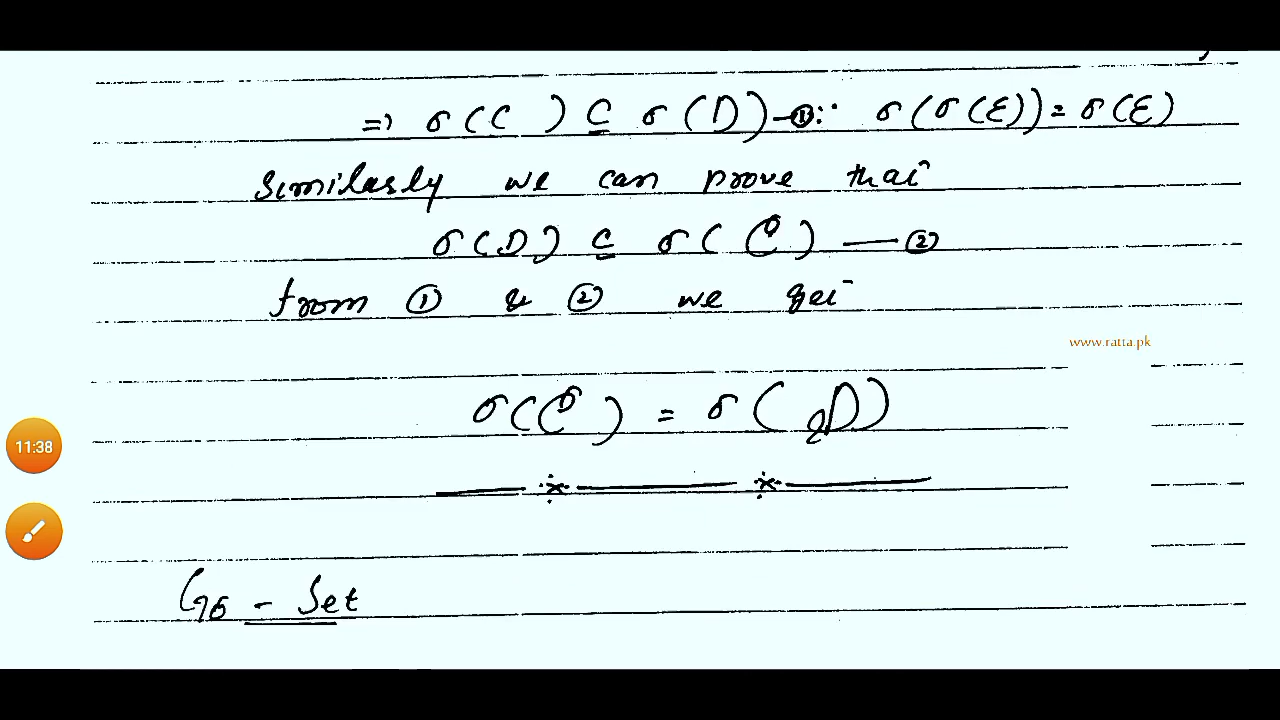 => σ(C) ⊆ σ(D) — ① ∵ σ(σ(ℰ)) = σ(ℰ)
Similarly we can prove that
σ(D) ⊆ σ(C) — ②
from ① & ② we get
www.ratta.pk
σ(C) = σ(D)
11:38
Gδ - Set